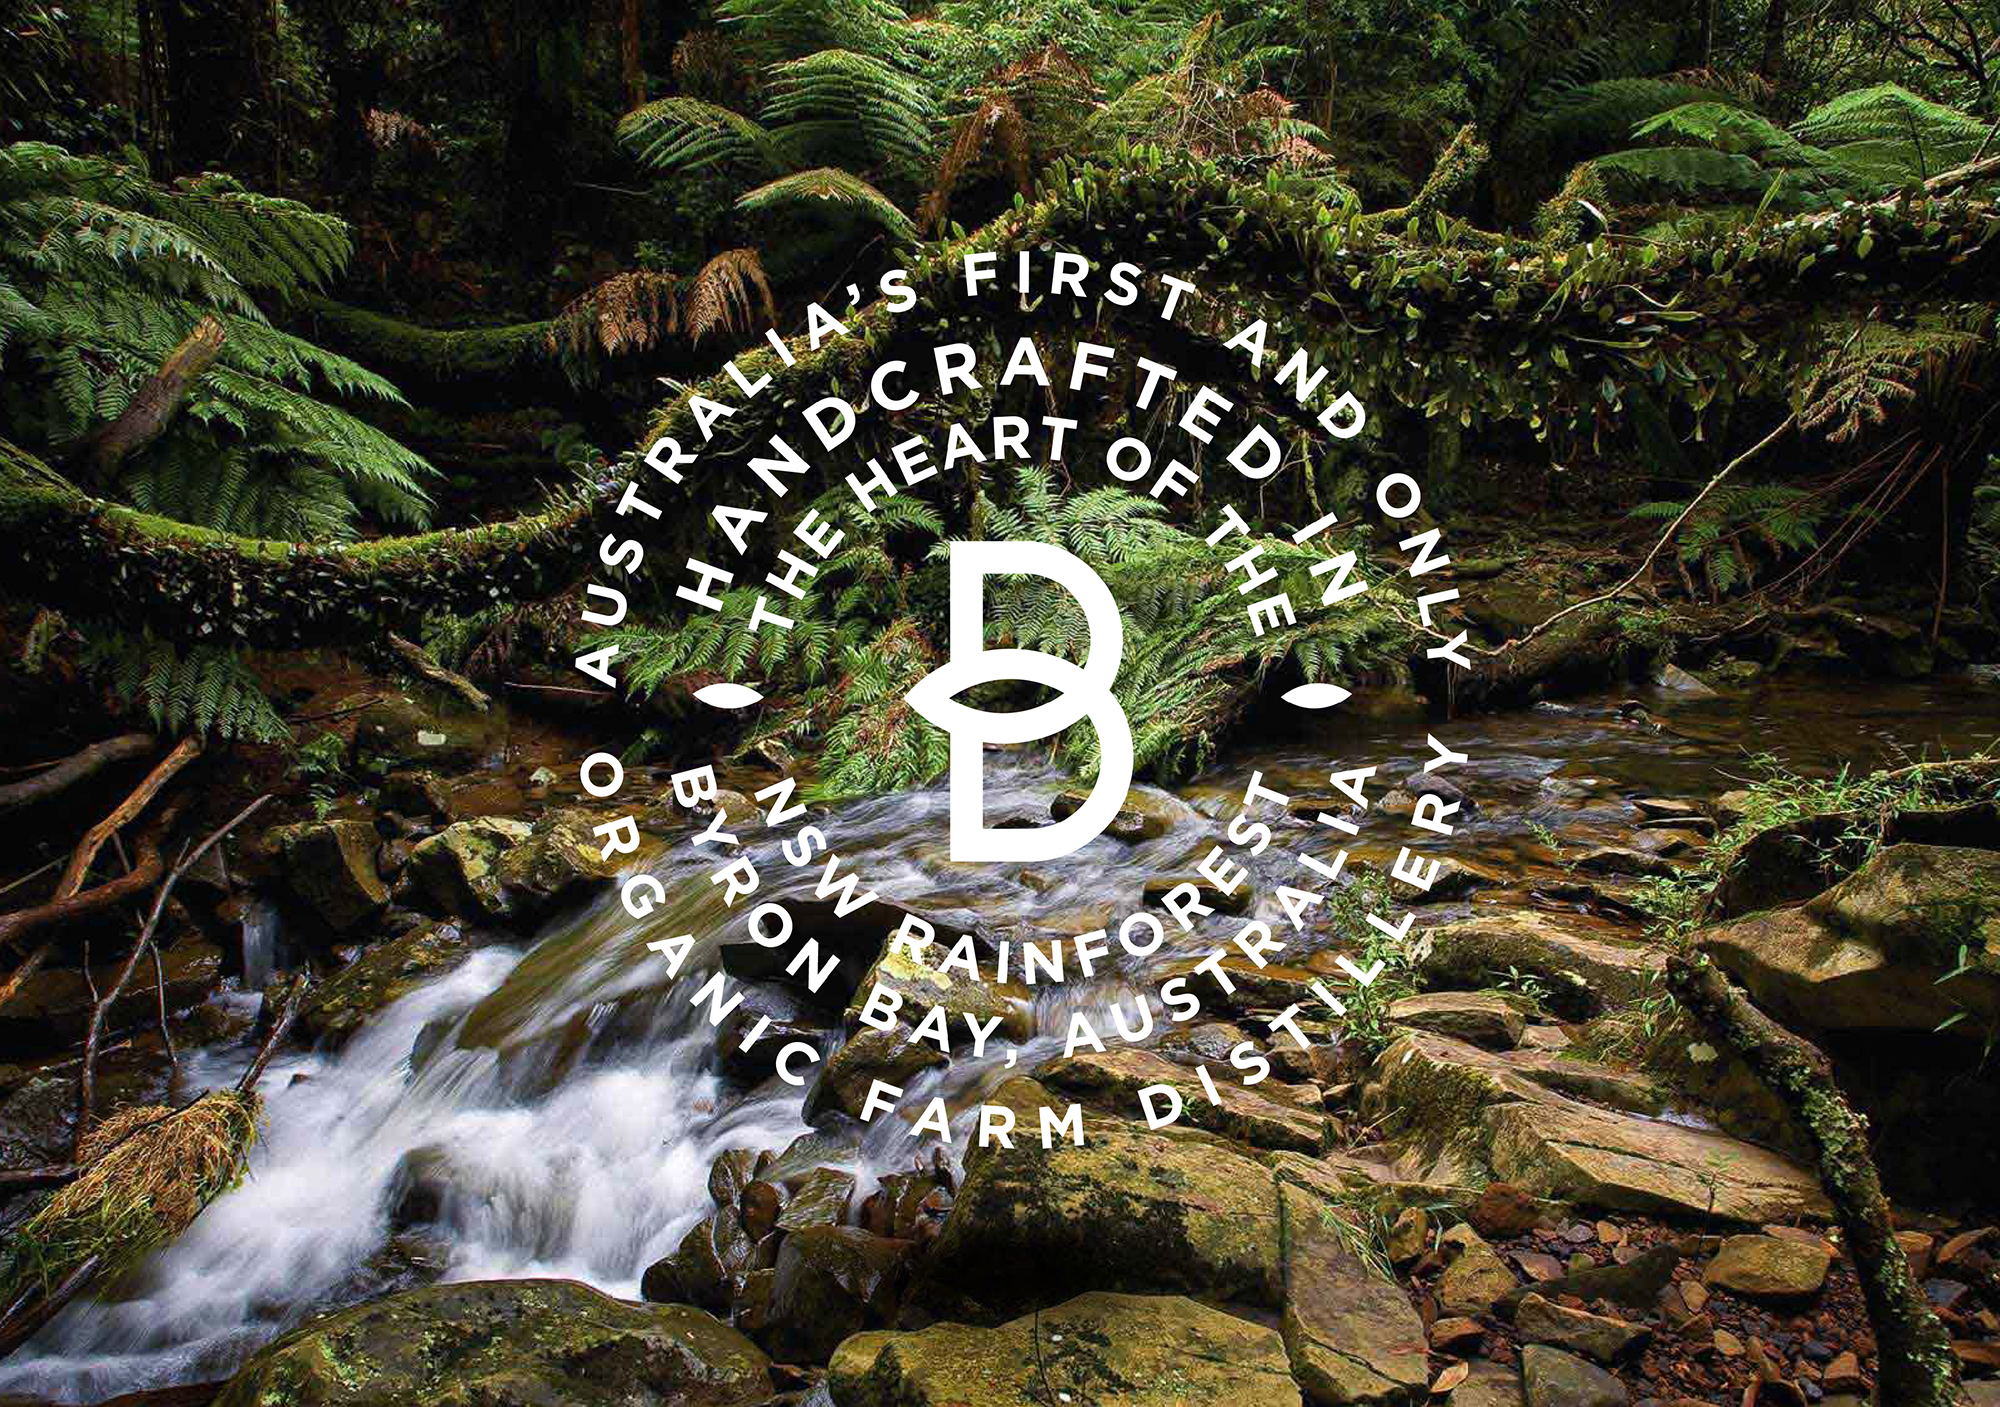 AUSTRALIA'S FIRST AND ONLY
HANDCRAFTED IN
THE HEART OF THE
B
NSW RAINFOREST
BYRON BAY, AUSTRALIA
ORGANIC FARM DISTILLERY